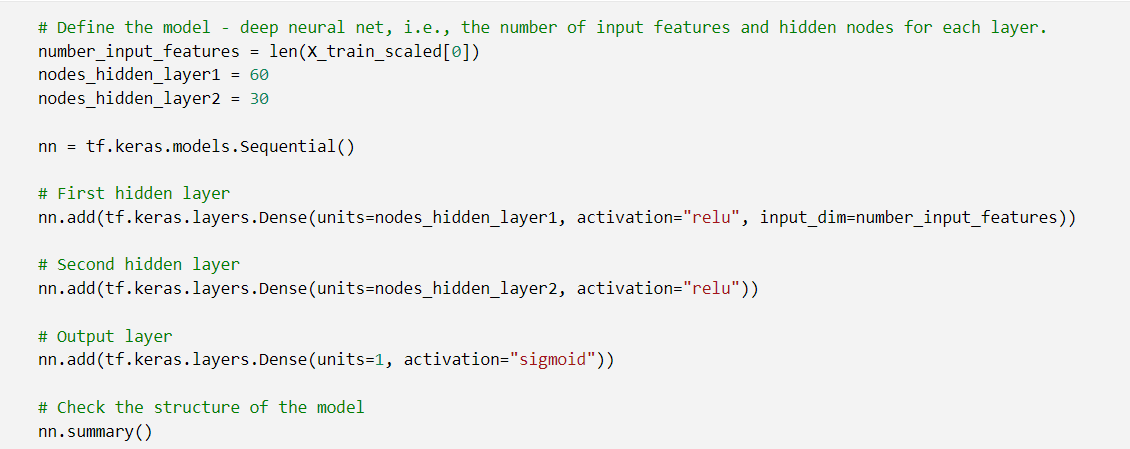 # Define the model - deep neural net, i.e., the number of input features and hidden nodes for each layer.
number_input_features = len(X_train_scaled[0])
nodes_hidden_layer1 = 60
nodes_hidden_layer2 = 30
nn = tf.keras.models.Sequential()
# First hidden layer
nn.add(tf.keras.layers.Dense(units=nodes_hidden_layer1, activation="relu", input_dim=number_input_features))
# Second hidden layer
nn.add(tf.keras.layers.Dense(units=nodes_hidden_layer2, activation="relu"))
# Output layer
nn.add(tf.keras.layers.Dense(units=1, activation="sigmoid"))
# Check the structure of the model
nn.summary()